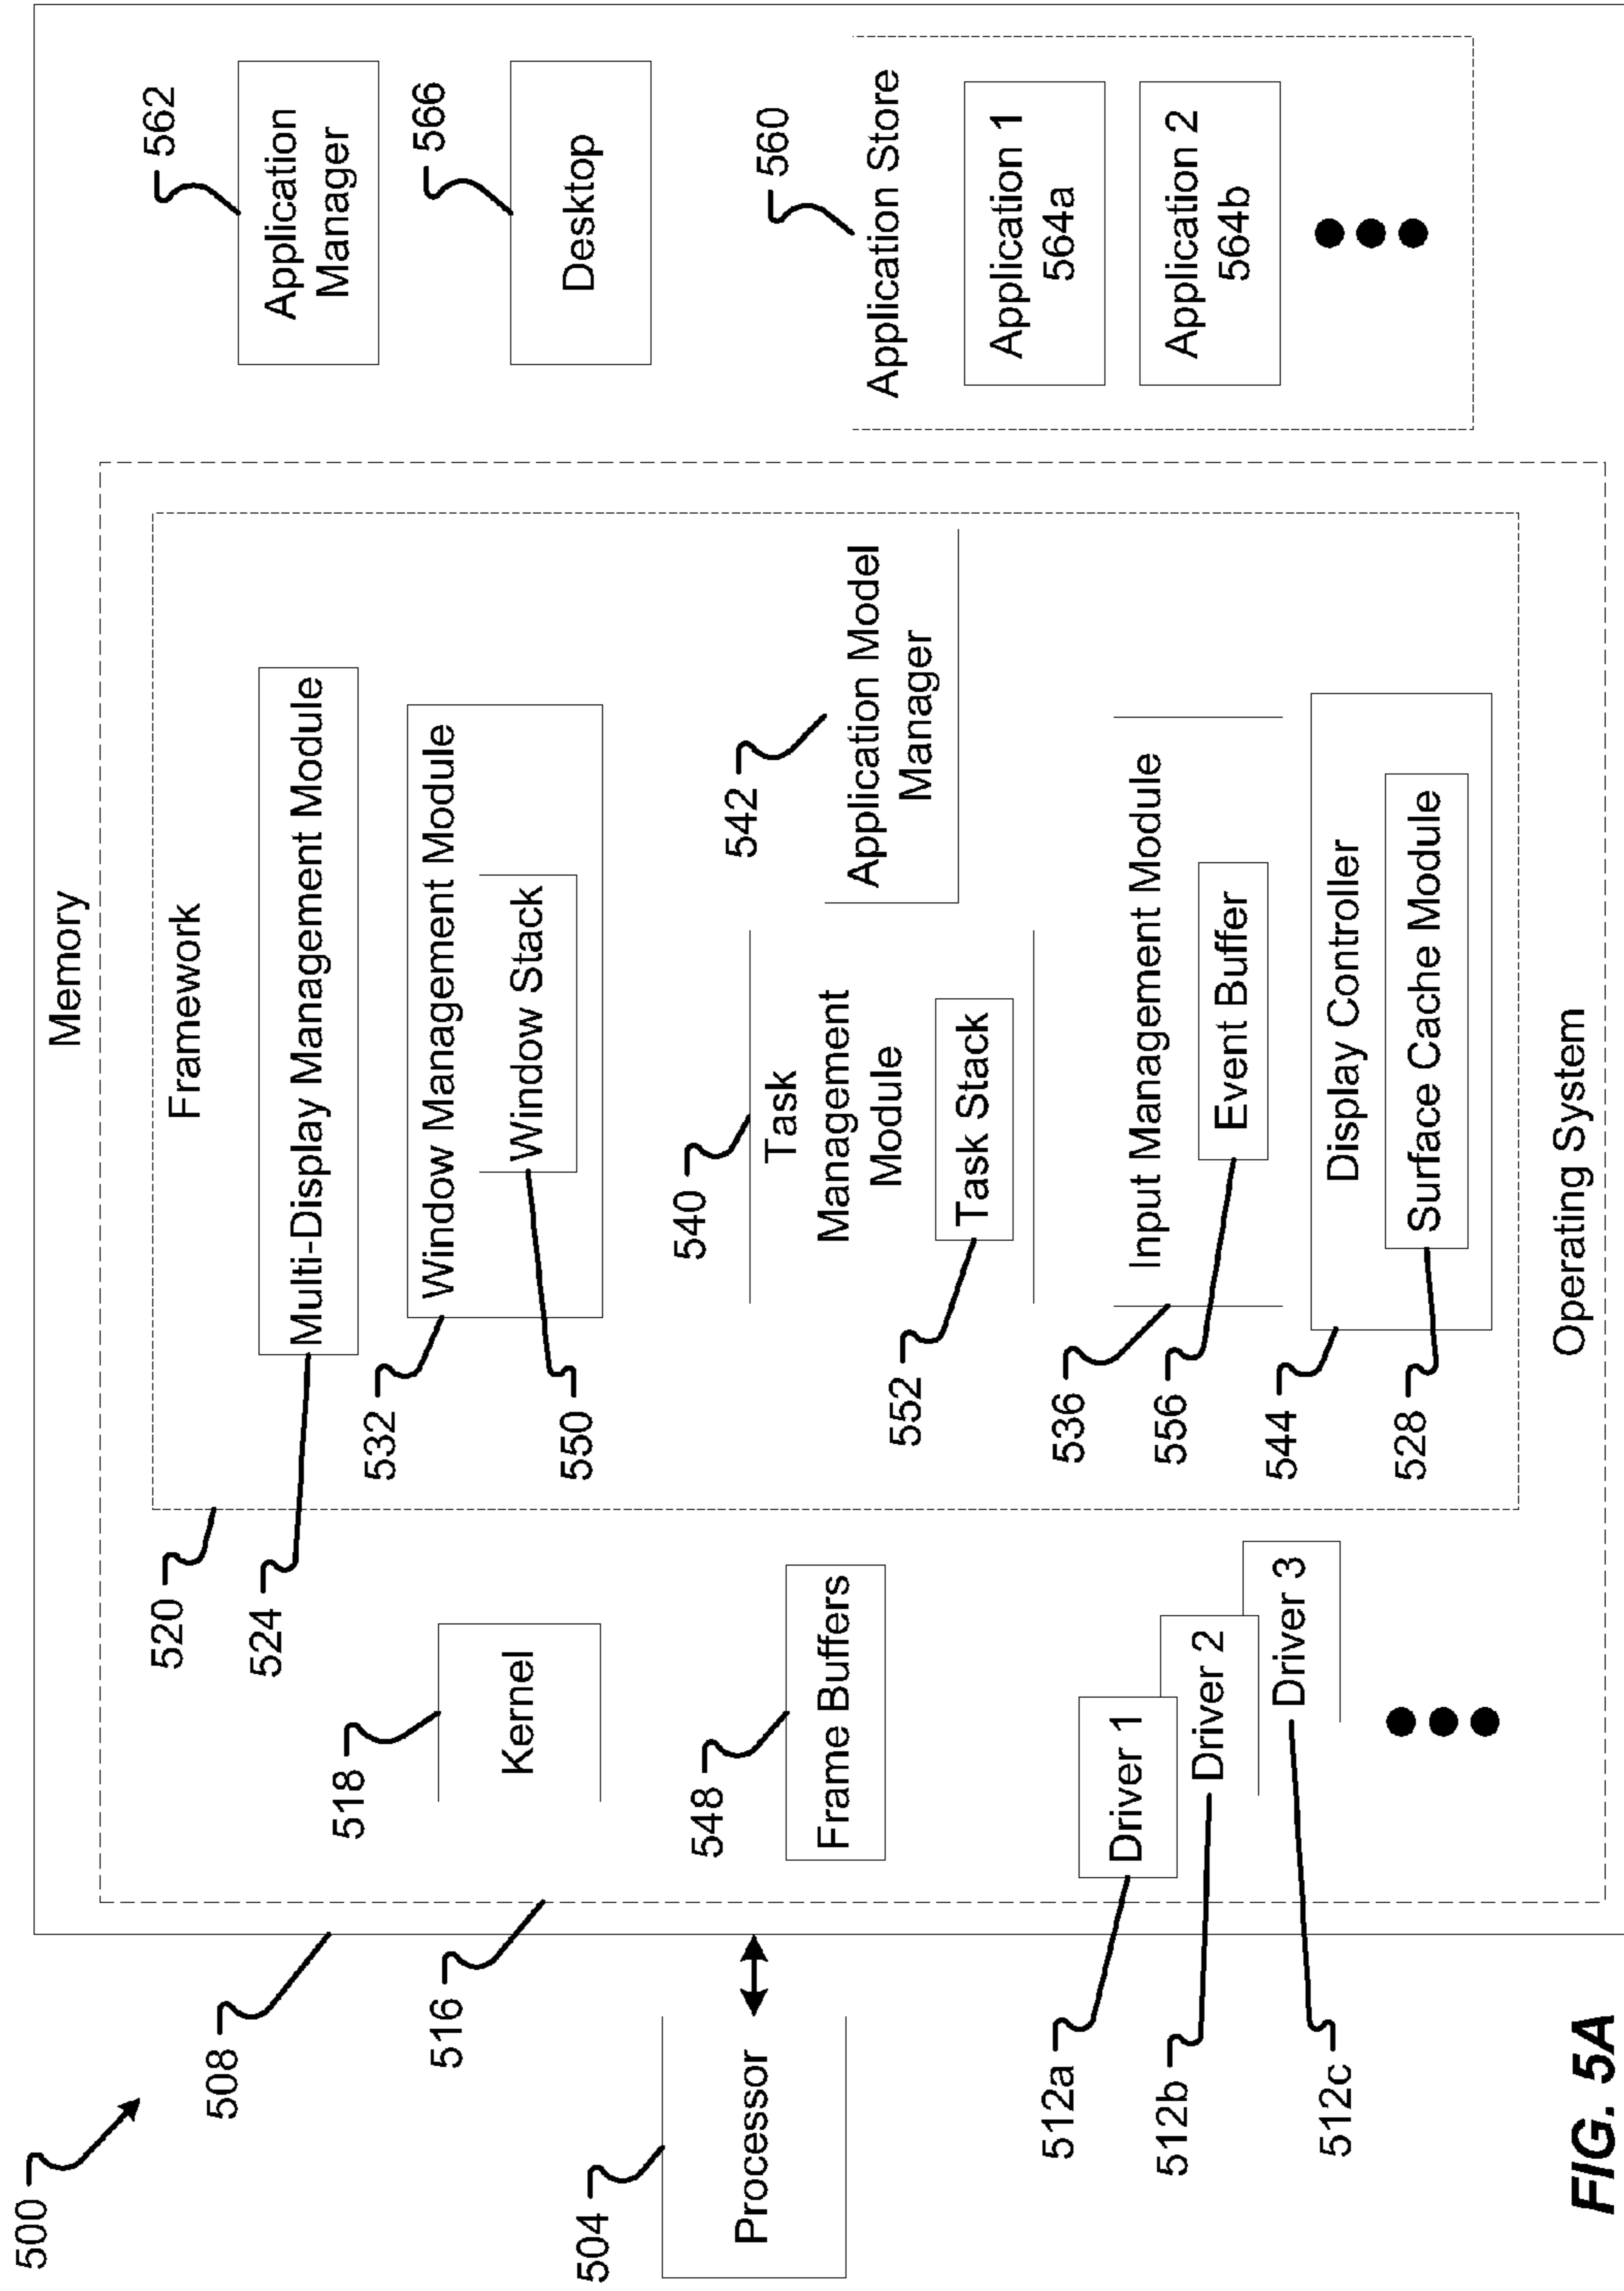 500
508
Memory
504
Processor
516
Operating System
518
Kernel
548
Frame Buffers
512a
Driver 1
512b
Driver 2
512c
Driver 3
520
Framework
524
Multi-Display Management Module
532
Window Management Module
550
Window Stack
540
Task
Management
Module
552
Task Stack
542
Application Model
Manager
536
Input Management Module
556
Event Buffer
544
Display Controller
528
Surface Cache Module
562
Application
Manager
566
Desktop
560
Application Store
Application 1
564a
Application 2
564b
FIG. 5A